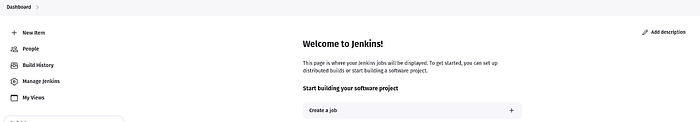 Dashboard
Add description
New Item
People
Build History
Manage Jenkins
My Views
Welcome to Jenkins!
This page is where your Jenkins jobs will be displayed. To get started, you can set up
distributed builds or start building a software project.
Start building your software project
Create a job